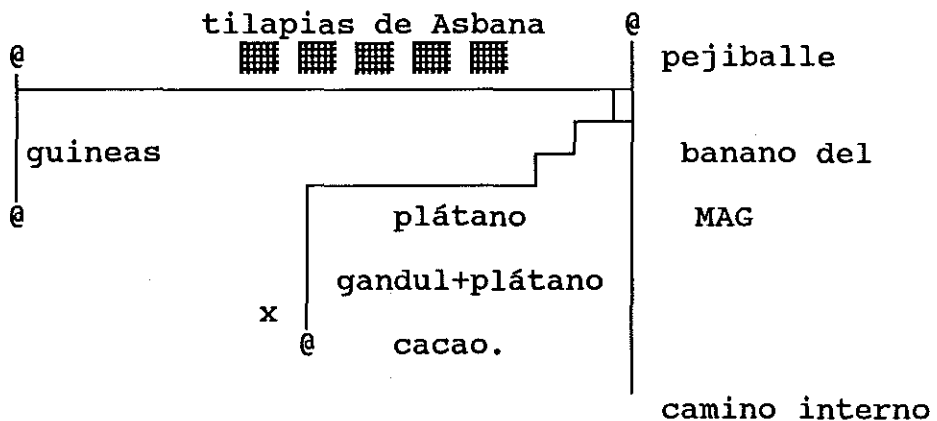 tilapias de Asbana @
@ pejiballe
guineas banano del
@ plátano MAG
gandul+plátano
x
@ cacao.
camino interno